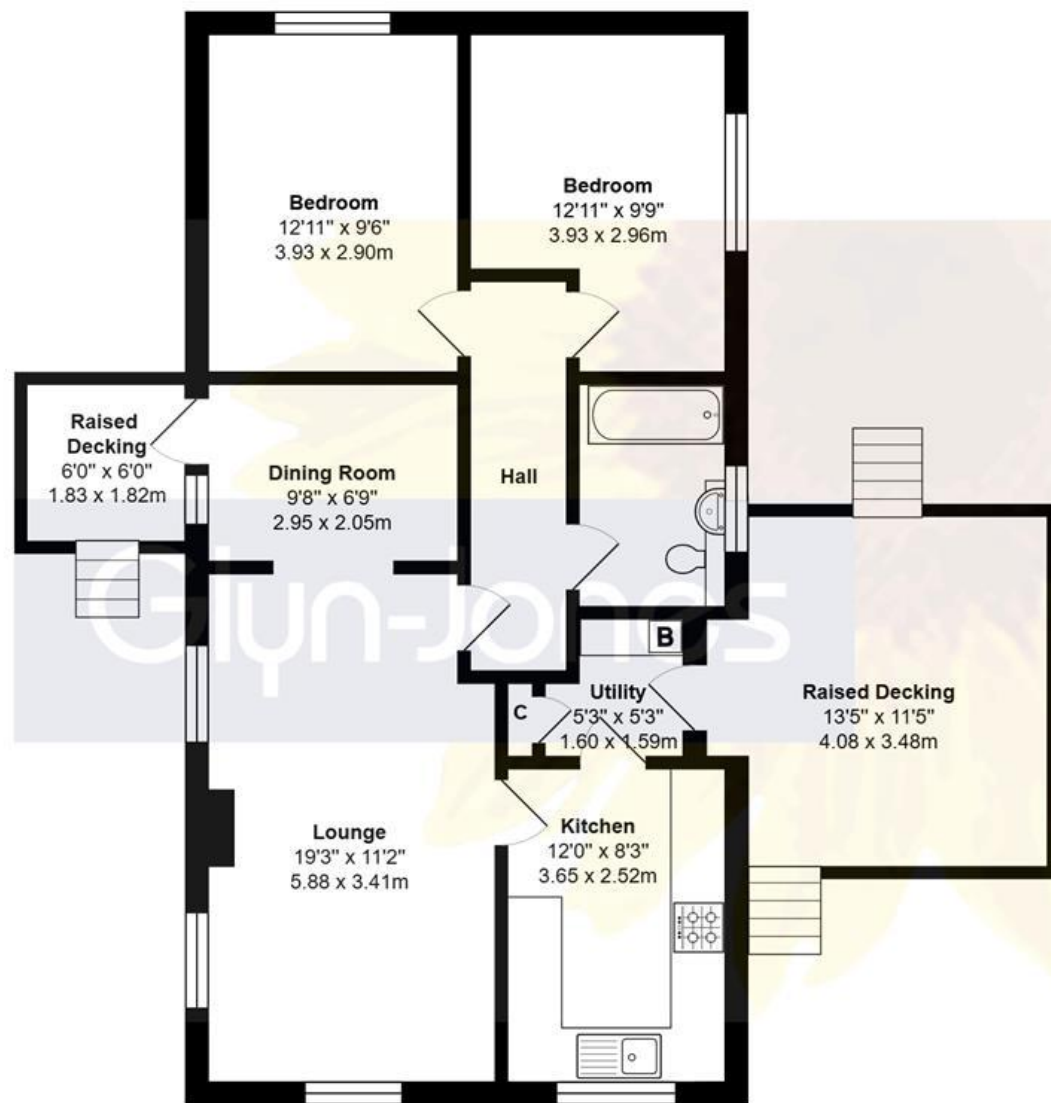 Bedroom
12'11" x 9'6"
3.93 x 2.90m
Bedroom
12'11" x 9'9"
3.93 x 2.96m
Raised
Decking
6'0" x 6'0"
1.83 x 1.82m
Dining Room
9'8" x 6'9"
2.95 x 2.05m
Hall
Glyn-Jones
B
C
Utility
5'3" x 5'3"
1.60 x 1.59m
Raised Decking
13'5" x 11'5"
4.08 x 3.48m
Lounge
19'3" x 11'2"
5.88 x 3.41m
Kitchen
12'0" x 8'3"
3.65 x 2.52m